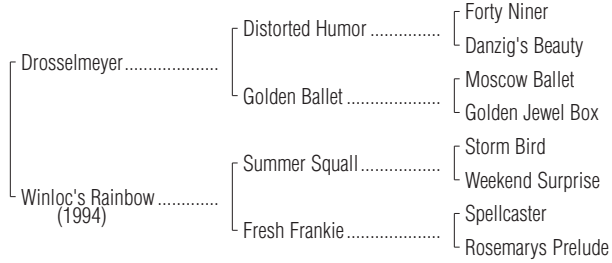 Forty Niner
Distorted Humor ...............
Danzig's Beauty
Drosselmeyer....................
Moscow Ballet
Golden Ballet ....................
Golden Jewel Box
Storm Bird
Summer Squall.................
Weekend Surprise
Winloc's Rainbow .............
(1994)
Spellcaster
Fresh Frankie ....................
Rosemarys Prelude